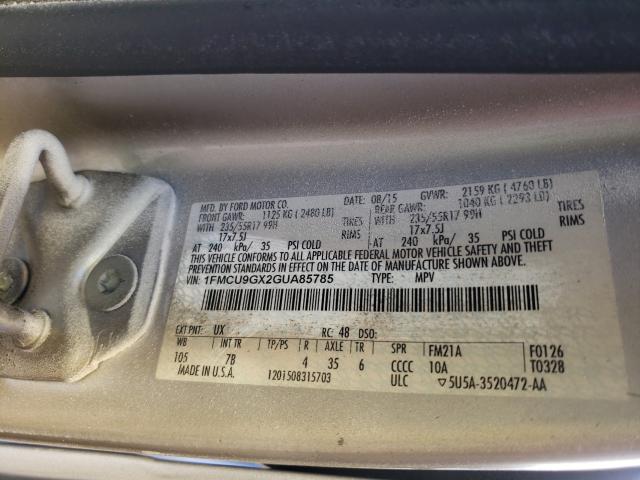 MFD. BY FORD MOTOR CO.
DATE: 08/15 GVWR: 2159 KG ( 4760 LB)
FRONT GAWR: 1125 KG ( 2480 LB) REAR GAWR: 1040 KG ( 2293 LB)
WITH 235/55R17 99H TIRES WITH 235/55R17 99H TIRES
17x7.5J RIMS 17x7.5J RIMS
AT 240 kPa/ 35 PSI COLD AT 240 kPa/ 35 PSI COLD
THIS VEHICLE CONFORMS TO ALL APPLICABLE FEDERAL MOTOR VEHICLE SAFETY AND THEFT
PREVENTION STANDARDS IN EFFECT ON THE DATE OF MANUFACTURE SHOWN ABOVE.
VIN: 1FMCU9GX2GUA85785 TYPE: MPV
EXT PNT: UX RC: 48 DSO:
WB INT TR TP/PS R AXLE TR SPR FM21A F0126
105 7B 4 35 6 CCCC 10A T0328
MADE IN U.S.A. 1201508315703 ULC ▽5U5A-3520472-AA